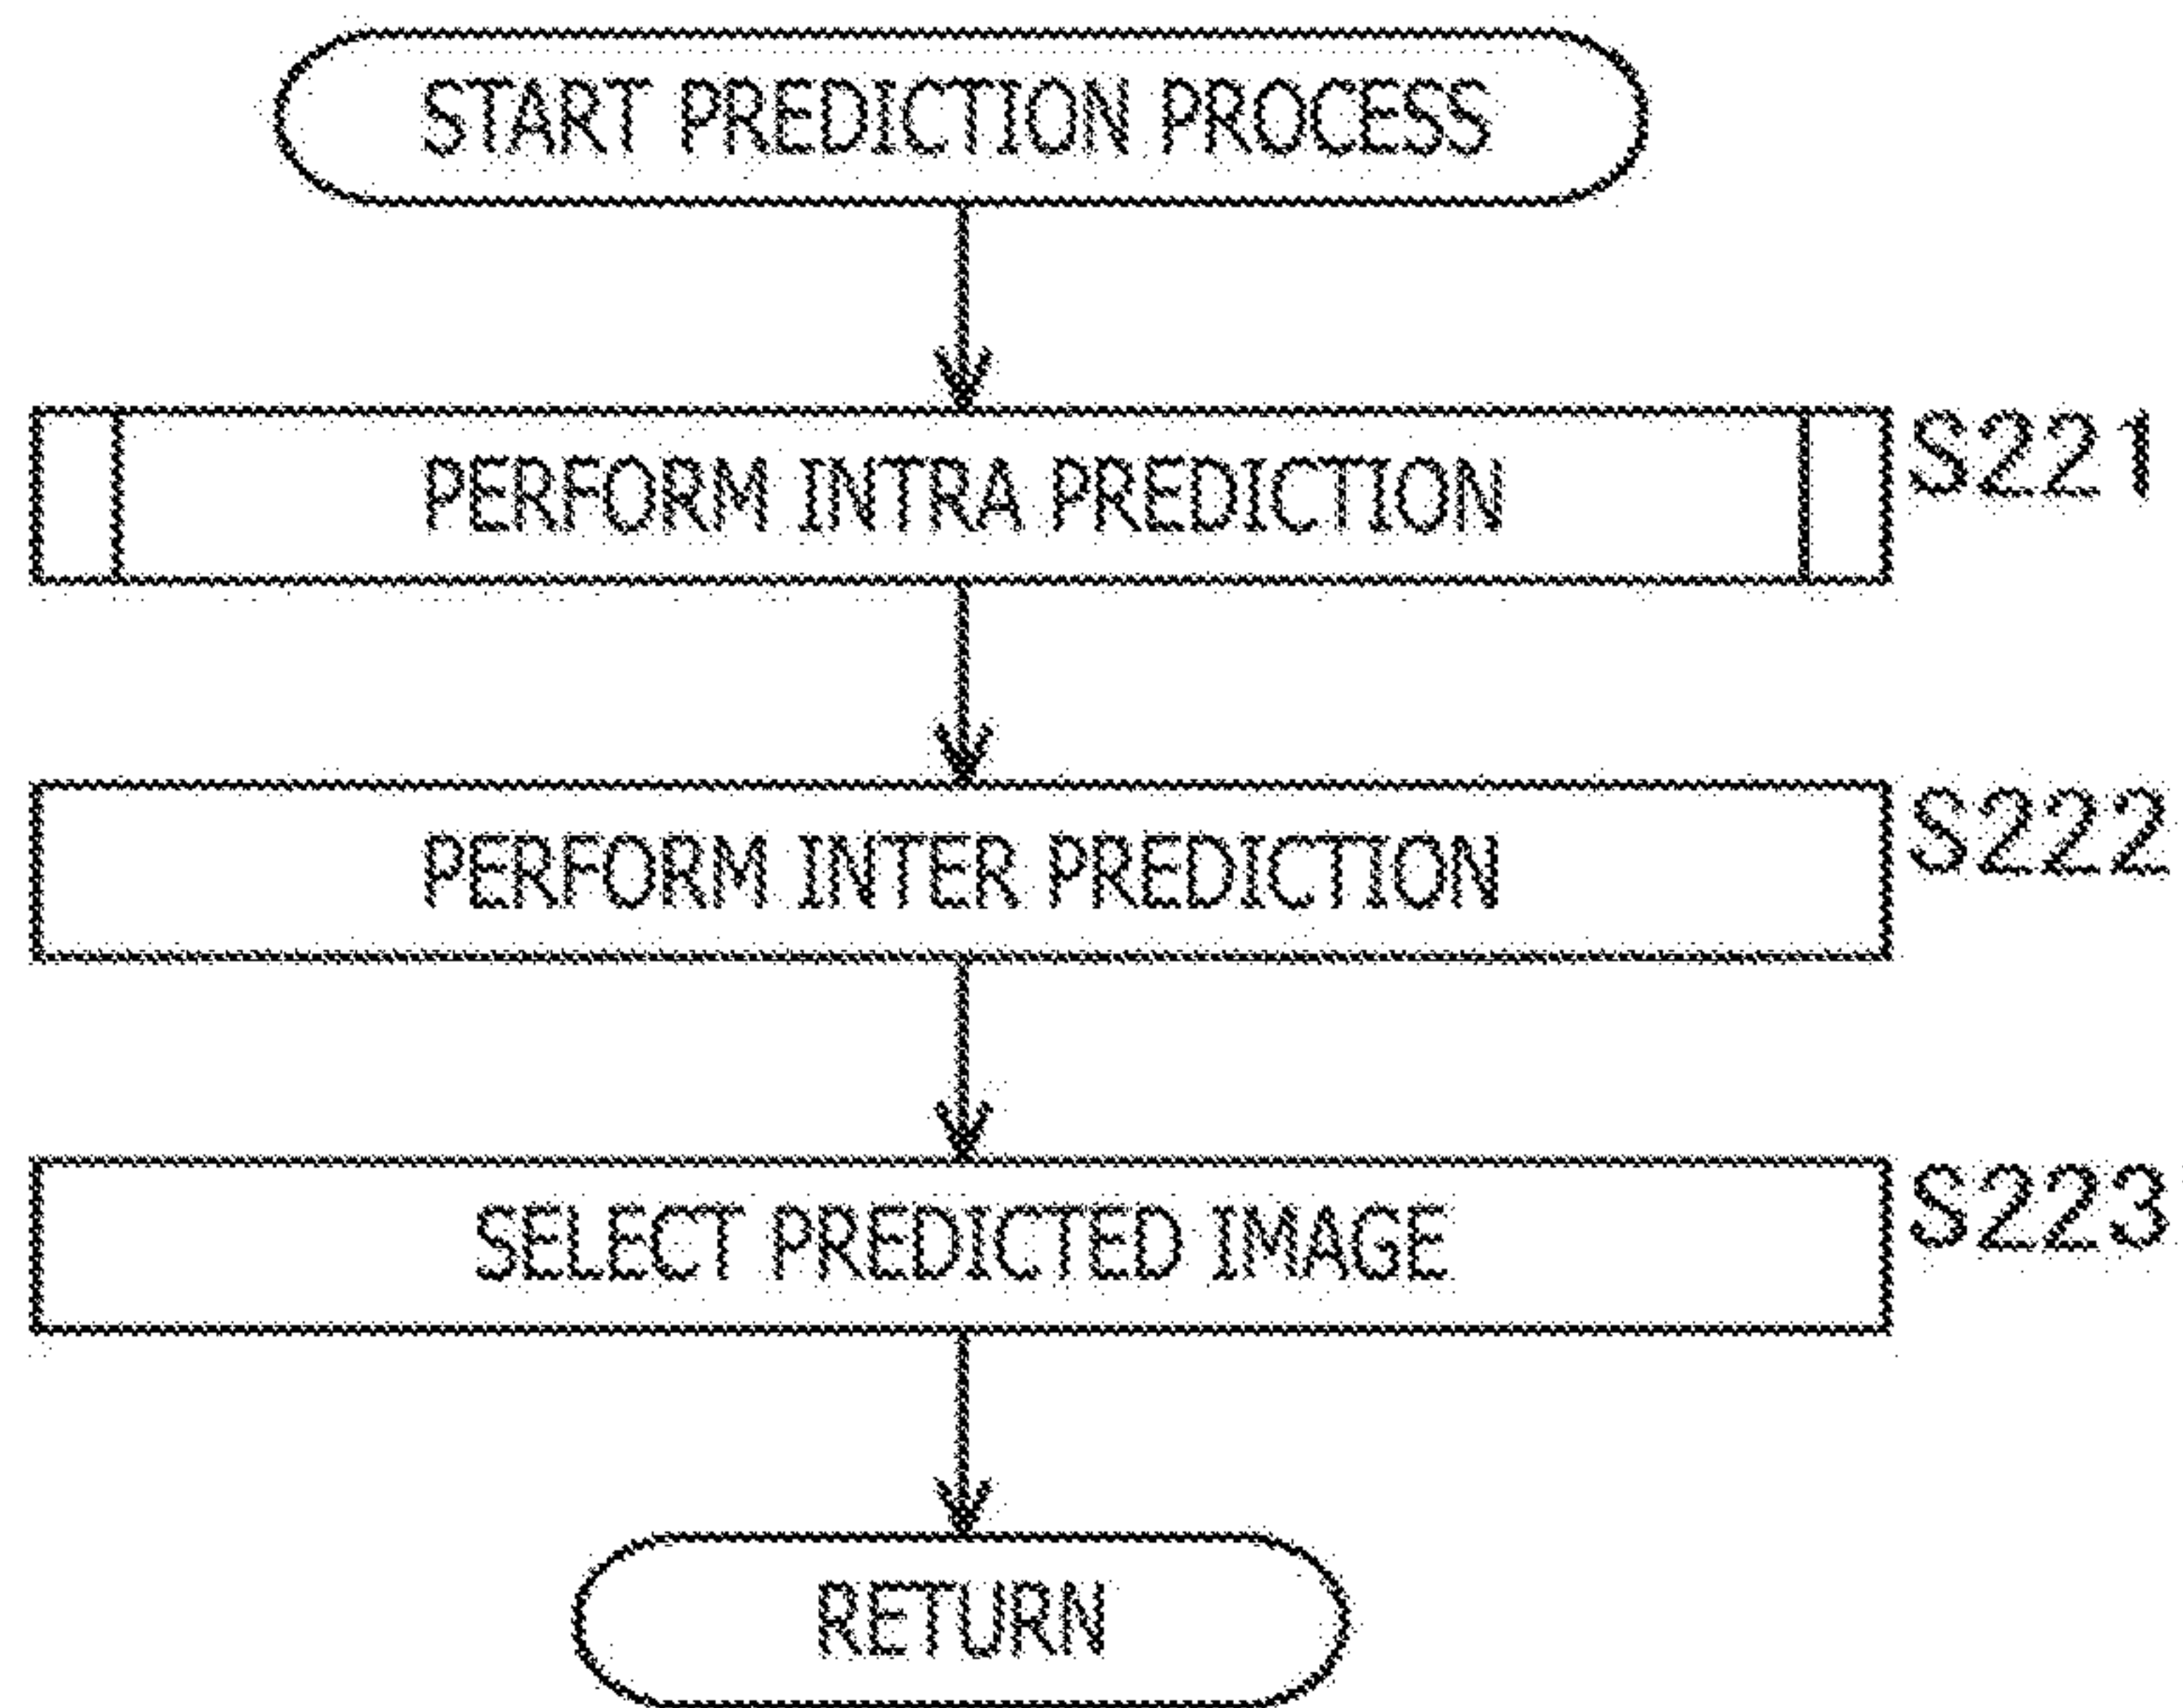 START PREDICTION PROCESS
PERFORM INTRA PREDICTION S221
PERFORM INTER PREDICTION S222
SELECT PREDICTED IMAGE S223
RETURN